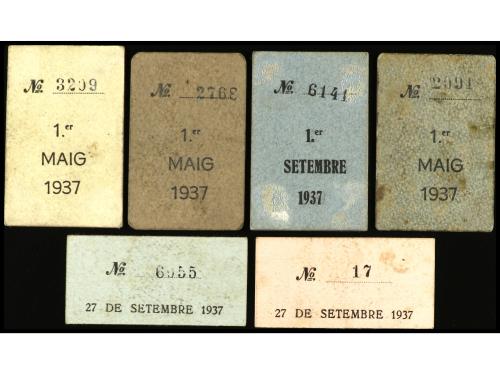 No. 3209
1.er
MAIG
1937
No. 2763
1.er
MAIG
1937
No. 6141
1.er
SETEMBRE
1937
No. 2091
1.er
MAIG
1937
No. 6955
27 DE SETEMBRE 1937
No. 17
27 DE SETEMBRE 1937